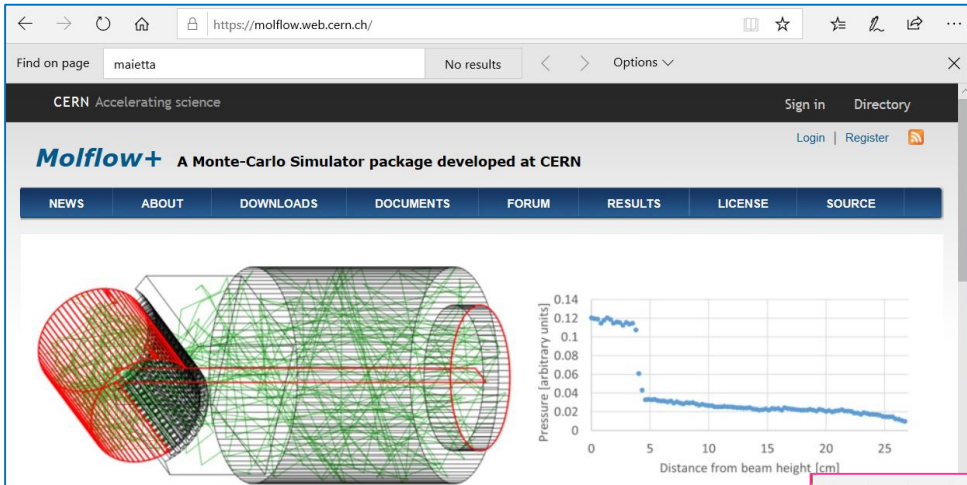 https://molflow.web.cern.ch/
Find on page maietta No results Options
CERN Accelerating science Sign in Directory
Login | Register
Molflow+ A Monte-Carlo Simulator package developed at CERN
NEWS ABOUT DOWNLOADS DOCUMENTS FORUM RESULTS LICENSE SOURCE
Pressure [arbitrary units]
0.14
0.12
0.1
0.08
0.06
0.04
0.02
0
0 5 10 15 20 25
Distance from beam height [cm]